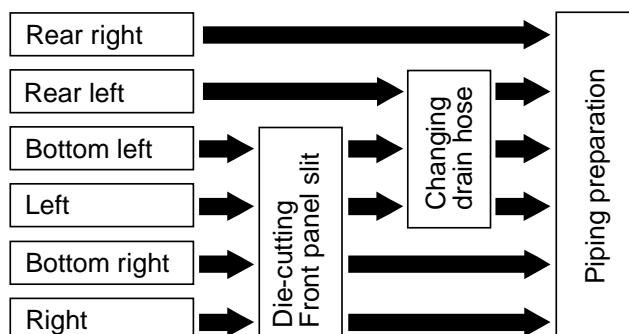 Rear right
Rear left
Bottom left
Left
Bottom right
Right
Die-cutting
Front panel slit
Changing
drain hose
Piping preparation